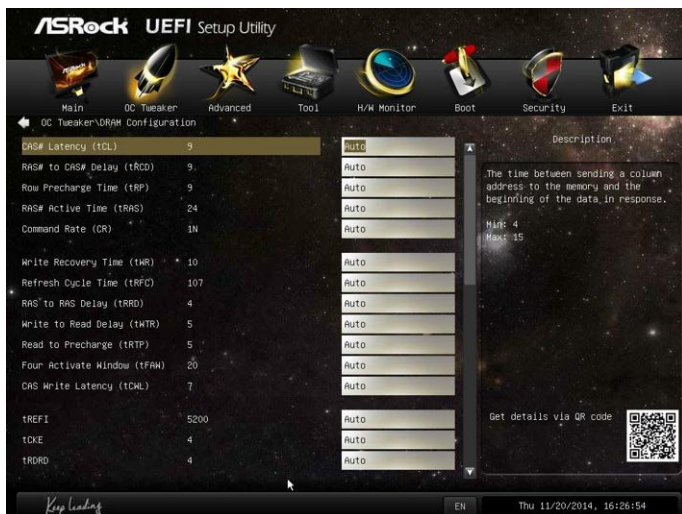 ASRock UEFI Setup Utility
Main OC Tweaker Advanced Tool H/W Monitor Boot Security Exit
OC Tweaker\DRAM Configuration
CAS# Latency (tCL) 9 Auto
RAS# to CAS# Delay (tRCD) 9 Auto
Row Precharge Time (tRP) 9 Auto
RAS# Active Time (tRAS) 24 Auto
Command Rate (CR) 1N Auto
Write Recovery Time (tWR) 10 Auto
Refresh Cycle Time (tRFC) 107 Auto
RAS to RAS Delay (tRRD) 4 Auto
Write to Read Delay (tWTR) 5 Auto
Read to Precharge (tRTP) 5 Auto
Four Activate Window (tFAW) 20 Auto
CAS Write Latency (tCWL) 7 Auto
tREFI 5200 Auto
tCKE 4 Auto
tRDRD 4 Auto
Description
The time between sending a column
address to the memory and the
beginning of the data in response.
Min: 4
Max: 15
Get details via QR code
Keep Leading
EN
Thu 11/20/2014, 16:26:54